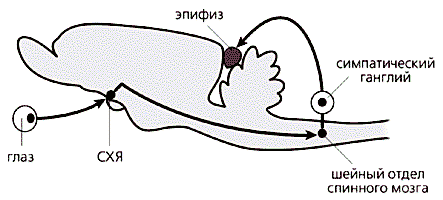 эпифиз
симпатический
ганглий
глаз
СХЯ
шейный отдел
спинного мозга